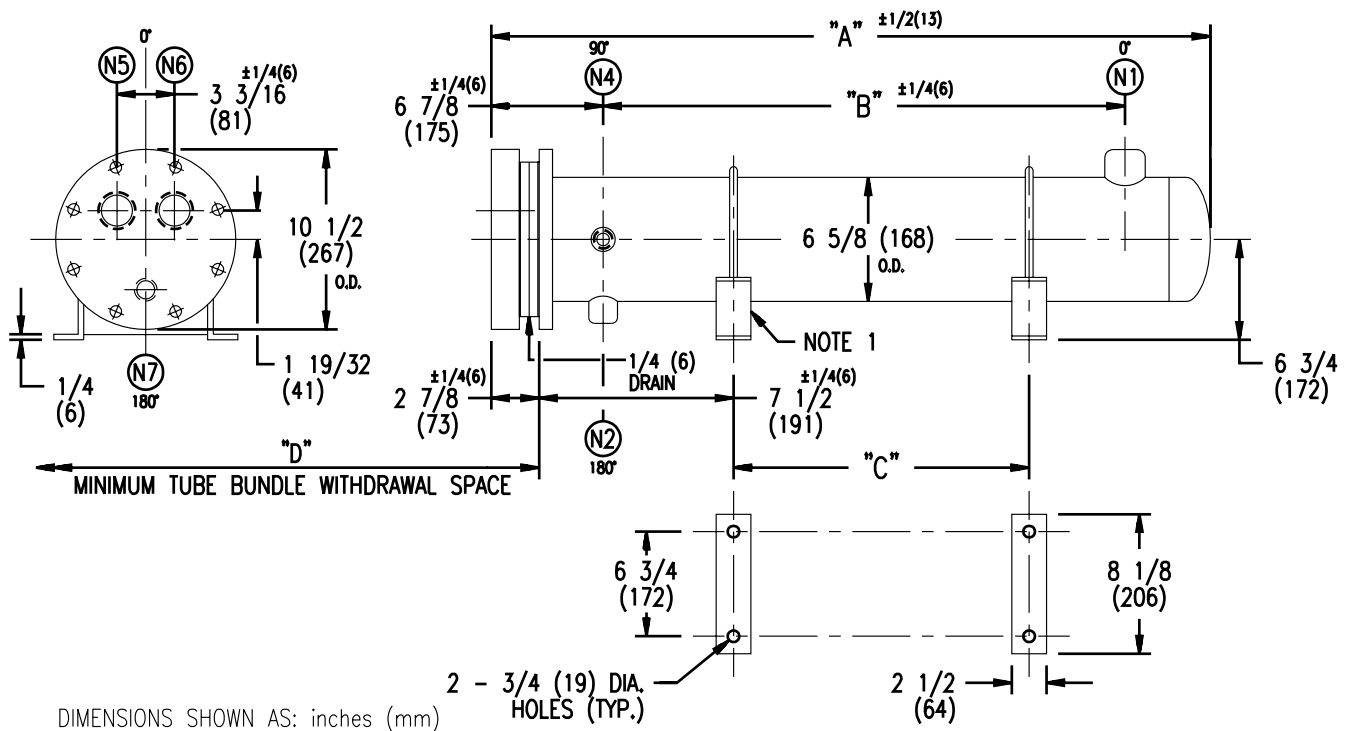 0°
N5 N6
±1/4(6)
3 3/16
(81)
10 1/2
(267)
O.D.
1 19/32
(41)
1/4
(6)
N7
180°
"A" ±1/2(13)
90°
N4
0°
N1
±1/4(6)
6 7/8
(175)
"B" ±1/4(6)
6 5/8 (168)
O.D.
NOTE 1
1/4 (6)
DRAIN
±1/4(6)
2 7/8
(73)
±1/4(6)
7 1/2
(191)
6 3/4
(172)
N2
180°
"D"
MINIMUM TUBE BUNDLE WITHDRAWAL SPACE
"C"
6 3/4
(172)
8 1/8
(206)
2 - 3/4 (19) DIA.
HOLES (TYP.)
2 1/2
(64)
DIMENSIONS SHOWN AS: inches (mm)